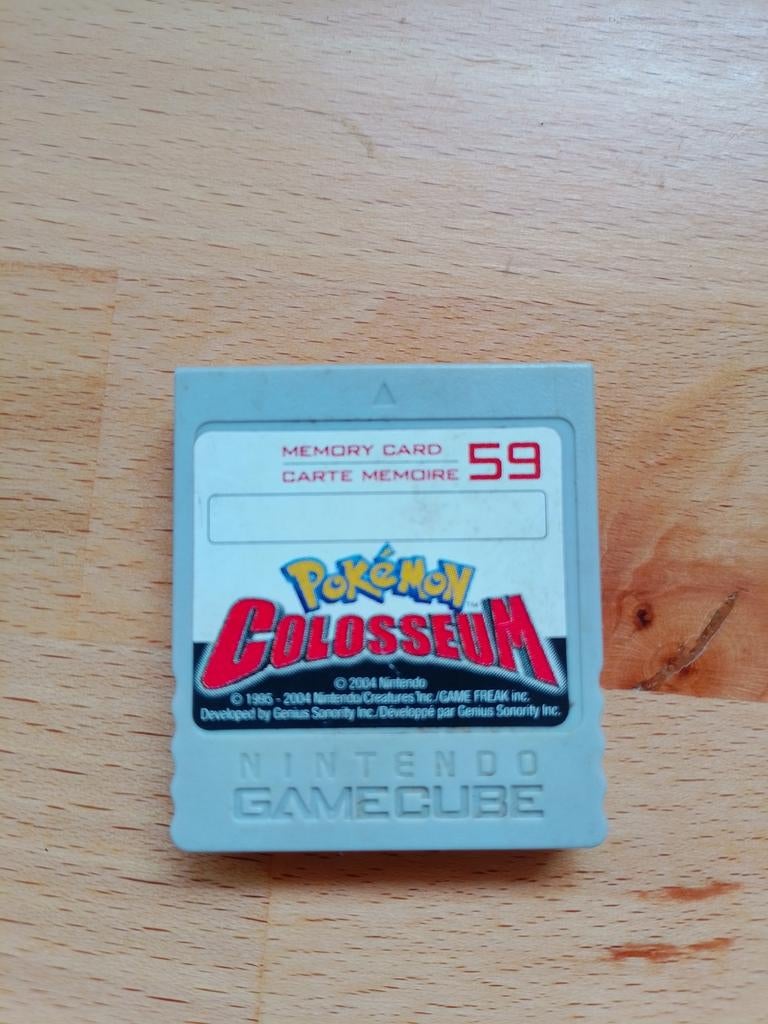 MEMORY CARD
CARTE MEMOIRE 59
POKéMON™
COLOSSEUM
© 2004 Nintendo
© 1995 - 2004 Nintendo/Creatures Inc./GAME FREAK inc.
Developed by Genius Sonority Inc./Développé par Genius Sonority Inc.
NINTENDO
GAMECUBE